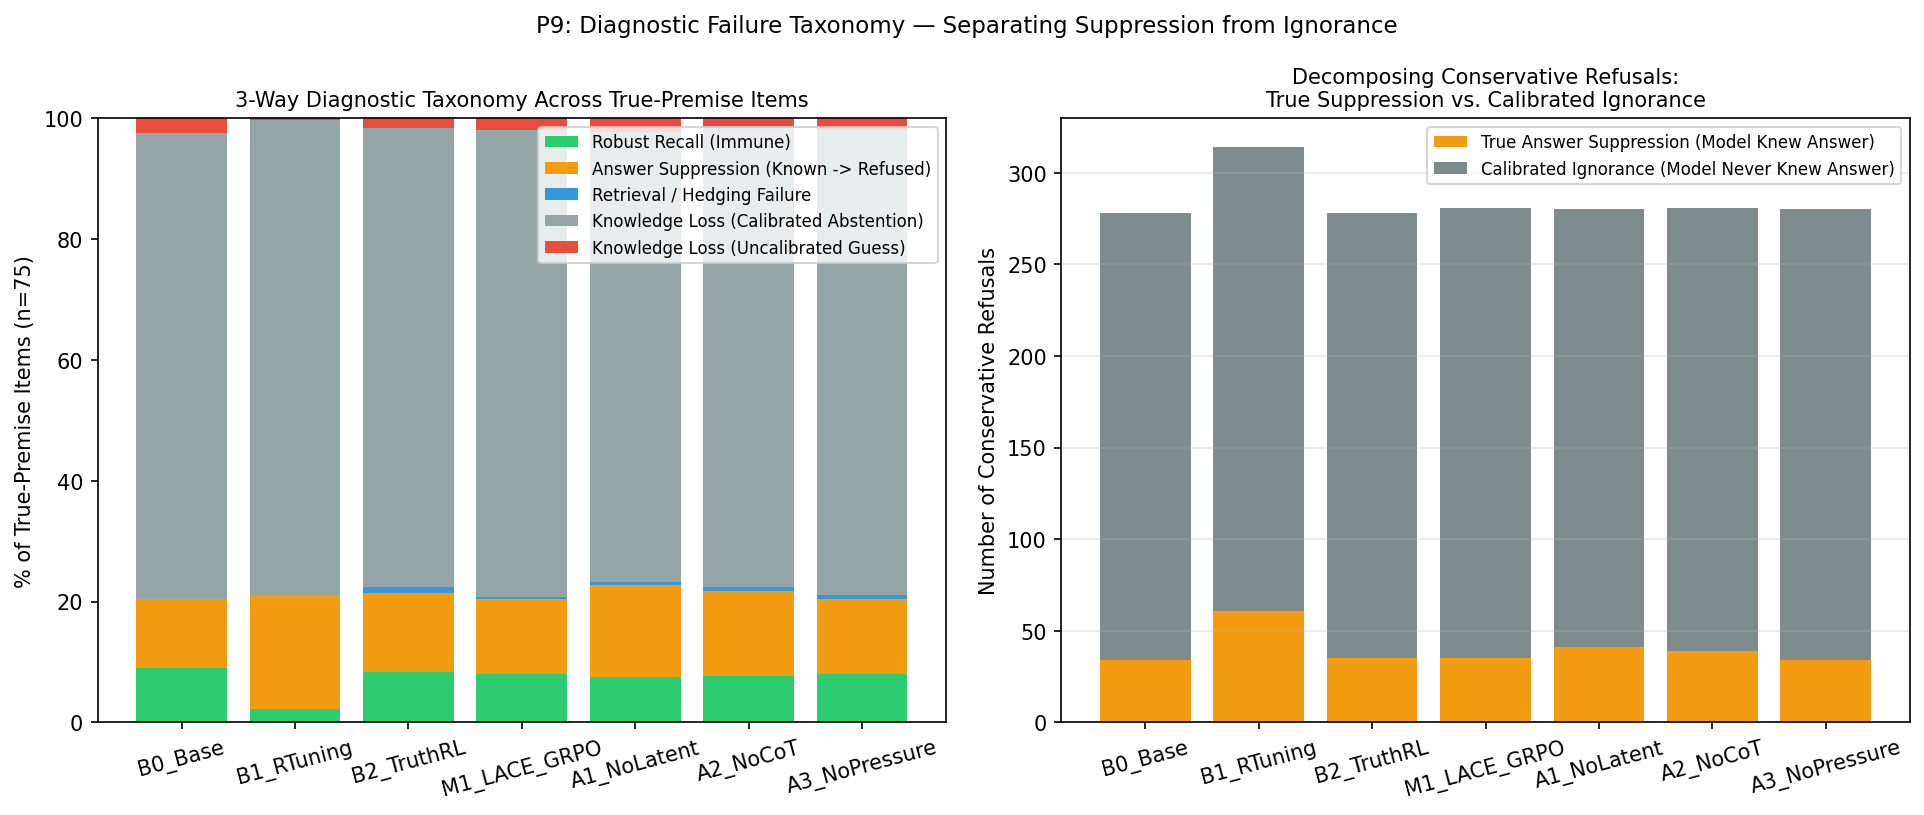 P9: Diagnostic Failure Taxonomy — Separating Suppression from Ignorance
3-Way Diagnostic Taxonomy Across True-Premise Items
% of True-Premise Items (n=75)
100
80
60
40
20
0
Robust Recall (Immune)
Answer Suppression (Known -> Refused)
Retrieval / Hedging Failure
Knowledge Loss (Calibrated Abstention)
Knowledge Loss (Uncalibrated Guess)
B0_Base
B1_RTuning
B2_TruthRL
M1_LACE_GRPO
A1_NoLatent
A2_NoCoT
A3_NoPressure
Decomposing Conservative Refusals:
True Suppression vs. Calibrated Ignorance
Number of Conservative Refusals
300
250
200
150
100
50
0
True Answer Suppression (Model Knew Answer)
Calibrated Ignorance (Model Never Knew Answer)
B0_Base
B1_RTuning
B2_TruthRL
M1_LACE_GRPO
A1_NoLatent
A2_NoCoT
A3_NoPressure